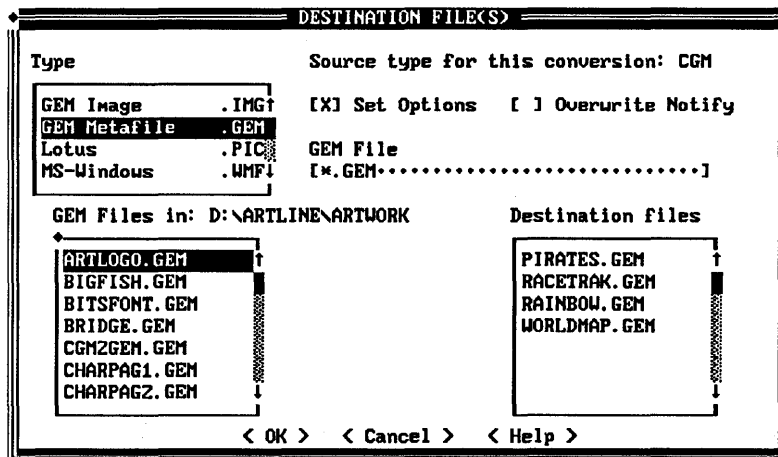 DESTINATION FILE(S)
Type
Source type for this conversion: CGM
GEM Image .IMG↑
[X] Set Options [ ] Overwrite Notify
GEM Metafile .GEM
Lotus .PIC
GEM File
MS-Windows .WMF↓
[*.GEM······························]
GEM Files in: D:\ARTLINE\ARTWORK
Destination files
ARTLOGO.GEM ↑
BIGFISH.GEM
BITSFONT.GEM
BRIDGE.GEM
CGM2GEM.GEM
CHARPAG1.GEM
CHARPAG2.GEM ↓
PIRATES.GEM ↑
RACETRAK.GEM
RAINBOW.GEM
WORLDMAP.GEM
↓
< OK > < Cancel > < Help >